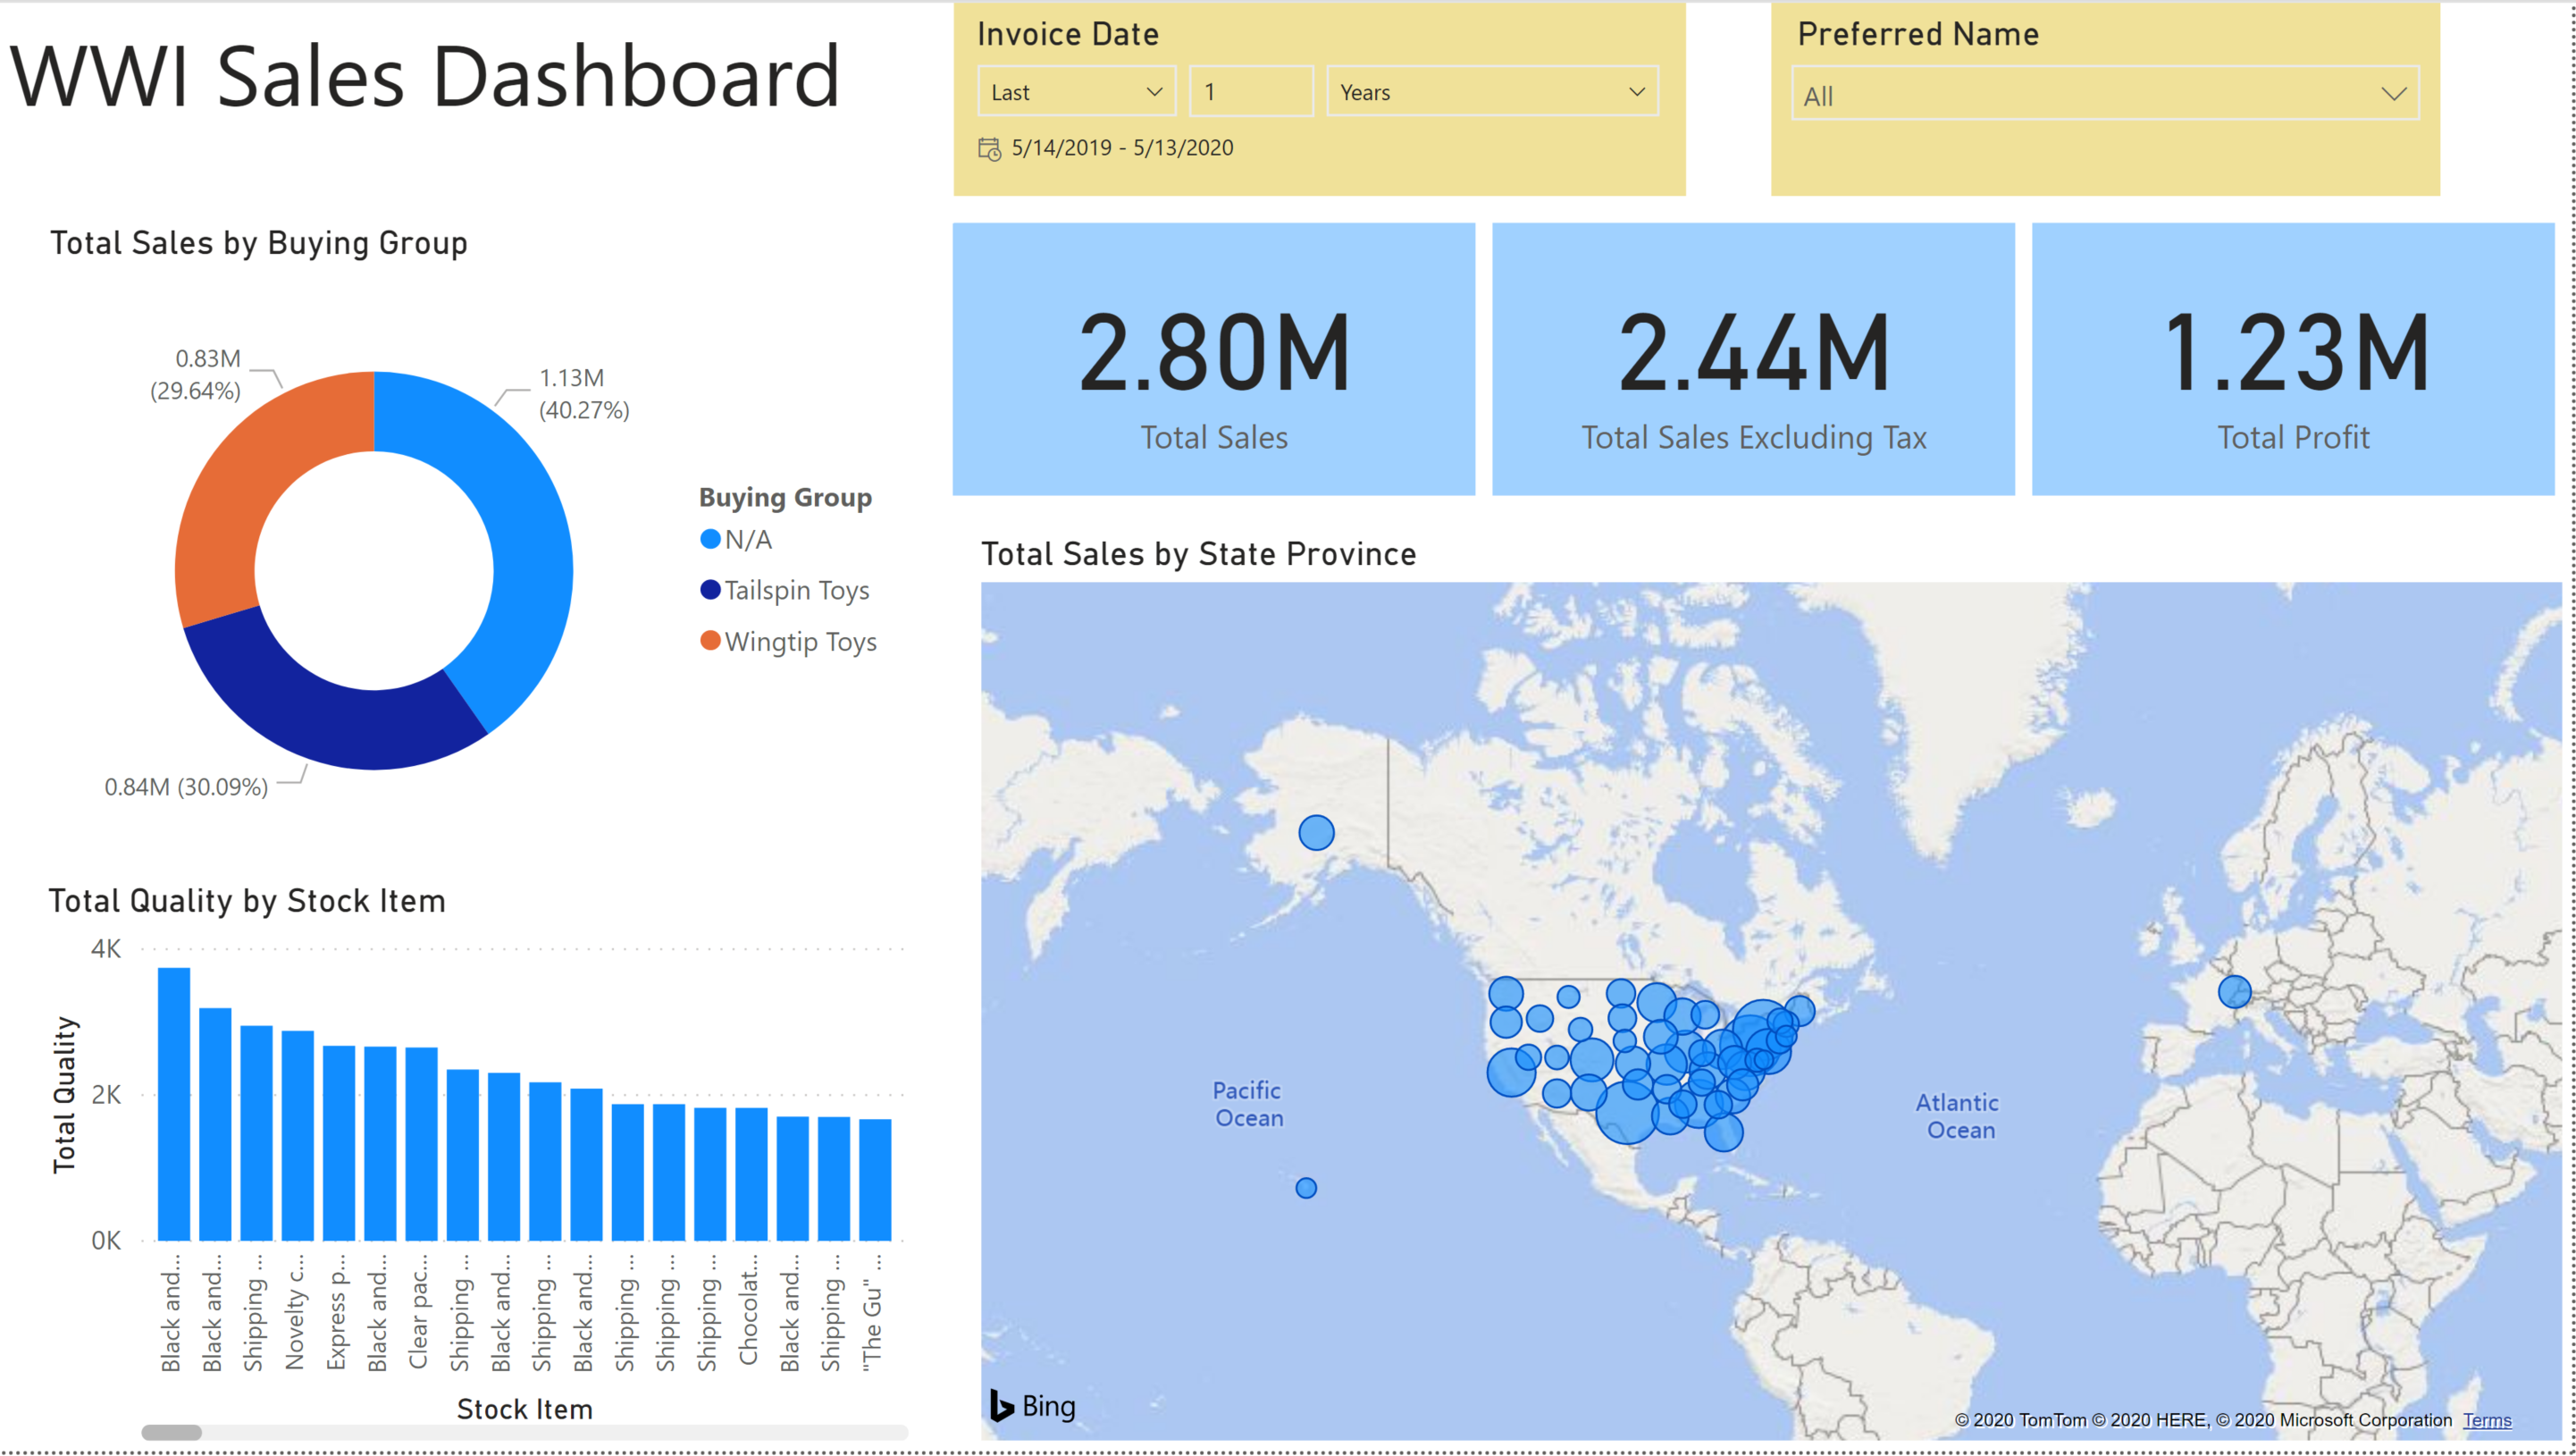 WWI Sales Dashboard
Invoice Date
Last
1
Years
5/14/2019 - 5/13/2020
Preferred Name
All
Total Sales by Buying Group
0.83M
(29.64%)
1.13M
(40.27%)
0.84M (30.09%)
Buying Group
N/A
Tailspin Toys
Wingtip Toys
2.80M
Total Sales
2.44M
Total Sales Excluding Tax
1.23M
Total Profit
Total Quality by Stock Item
Total Quality
4K
2K
0K
Black and...
Black and...
Shipping ...
Novelty c...
Express p...
Black and...
Clear pac...
Shipping ...
Black and...
Shipping ...
Black and...
Shipping ...
Shipping ...
Shipping ...
Chocolat...
Black and...
Shipping ...
"The Gu" ...
Stock Item
Total Sales by State Province
Pacific
Ocean
Atlantic
Ocean
Bing
© 2020 TomTom © 2020 HERE, © 2020 Microsoft Corporation Terms